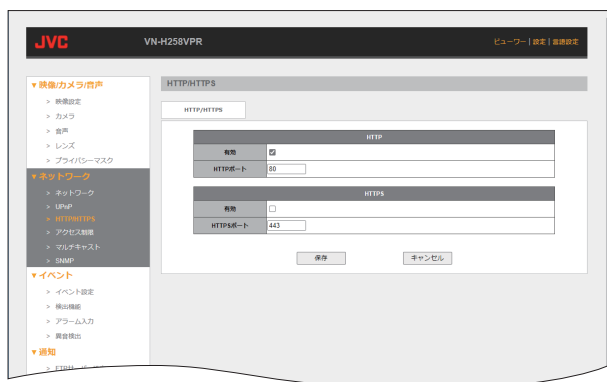 JVC
VN-H258VPR
ビューワー | 設定 | 言語設定
▼映像/カメラ/音声
> 映像設定
> カメラ
> 音声
> レンズ
> プライバシーマスク
▼ネットワーク
> ネットワーク
> UPnP
> HTTP/HTTPS
> アクセス制限
> マルチキャスト
> SNMP
▼イベント
> イベント設定
> 検出機能
> アラーム入力
> 異音検出
▼通知
HTTP/HTTPS
HTTP/HTTPS
HTTP
有効
HTTPポート 80
HTTPS
有効
HTTPSポート 443
保存 キャンセル